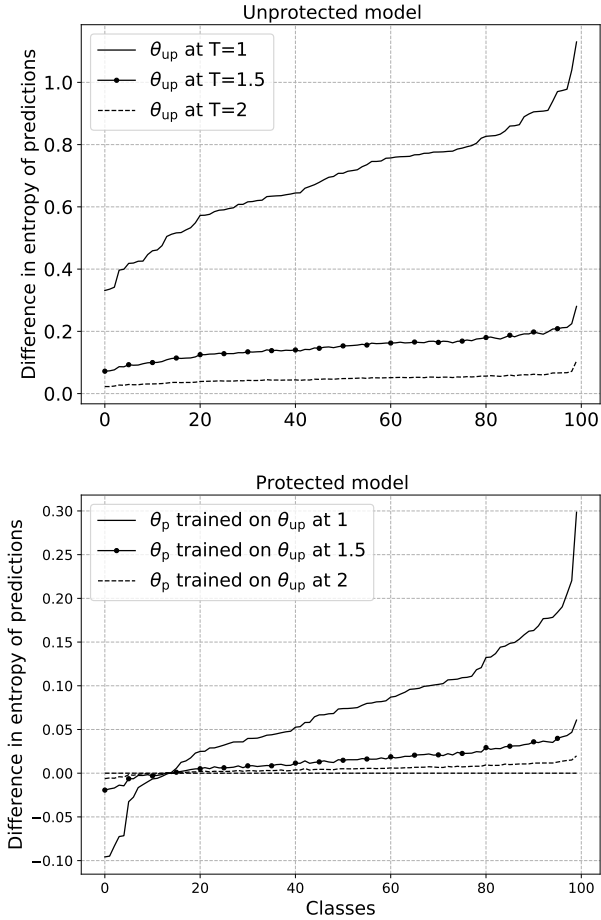 Unprotected model
Difference in entropy of predictions
θup at T=1
θup at T=1.5
θup at T=2
1.0
0.8
0.6
0.4
0.2
0.0
0 20 40 60 80 100
Protected model
Difference in entropy of predictions
θp trained on θup at 1
θp trained on θup at 1.5
θp trained on θup at 2
0.30
0.25
0.20
0.15
0.10
0.05
0.00
−0.05
−0.10
0 20 40 60 80 100
Classes